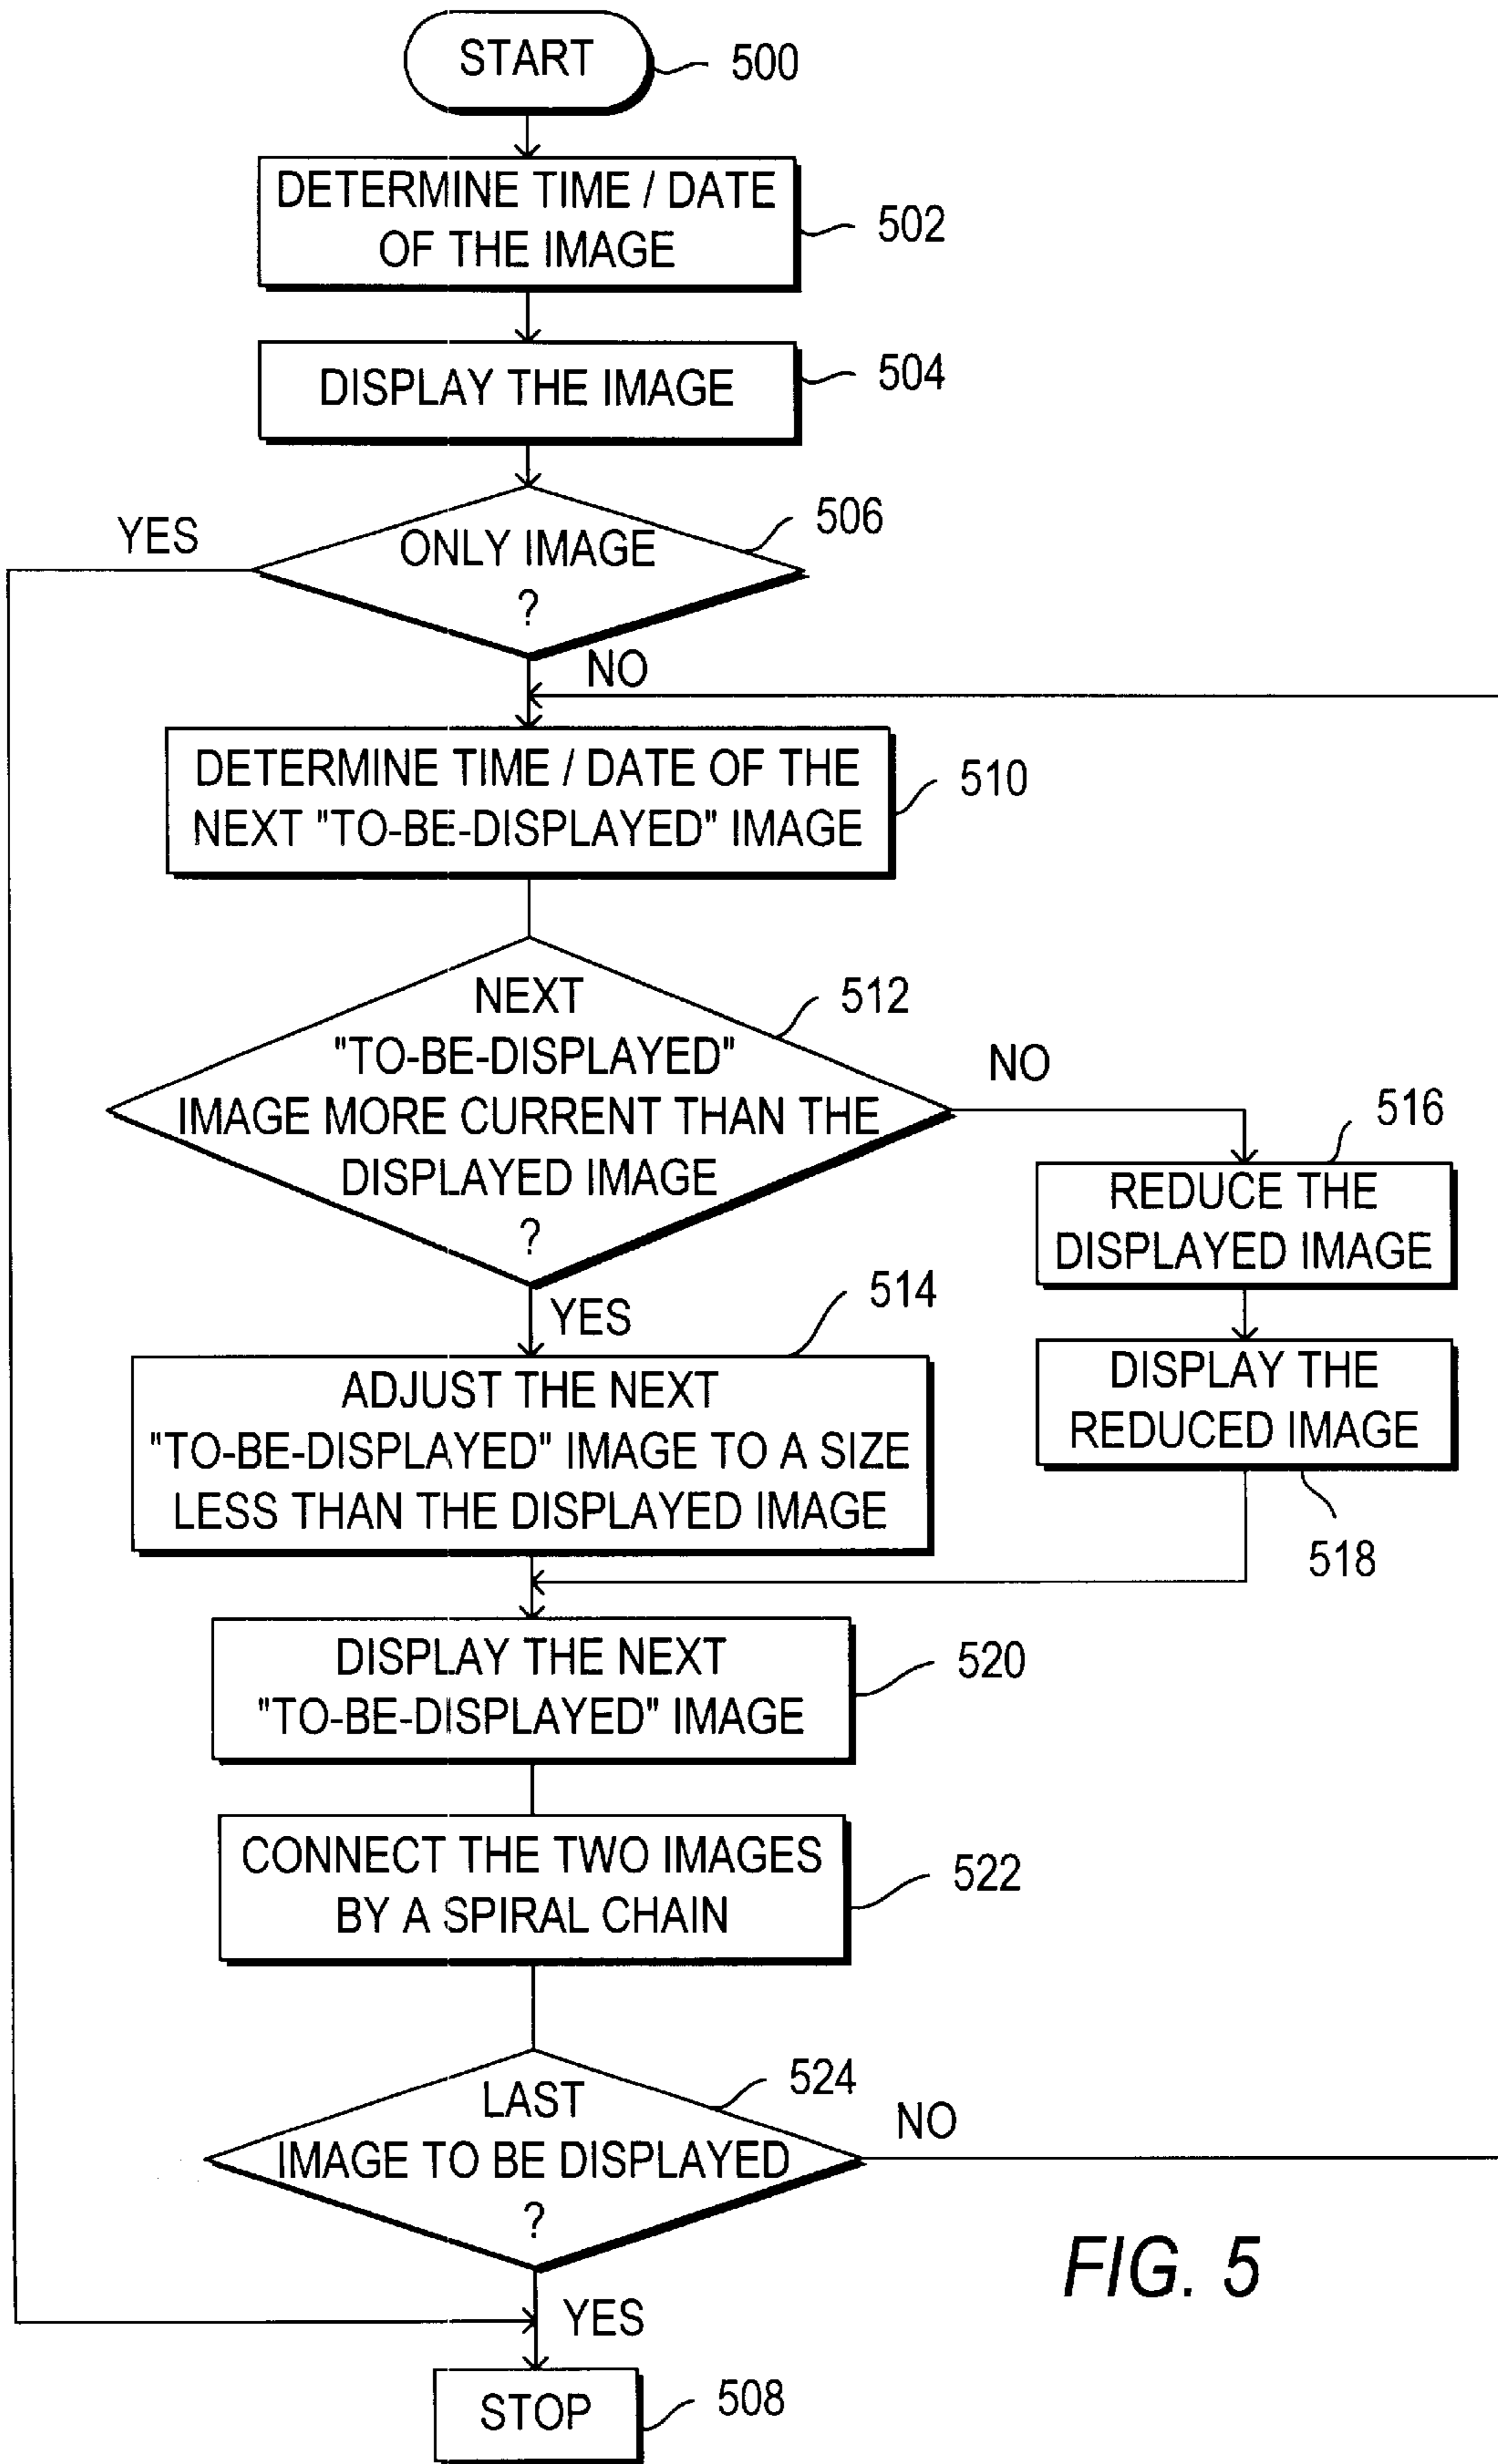 START
500
DETERMINE TIME / DATE
OF THE IMAGE
502
DISPLAY THE IMAGE
504
506
YES
ONLY IMAGE
?
NO
DETERMINE TIME / DATE OF THE
NEXT "TO-BE-DISPLAYED" IMAGE
510
NEXT
512
"TO-BE-DISPLAYED"
IMAGE MORE CURRENT THAN THE
DISPLAYED IMAGE
?
NO
516
REDUCE THE
DISPLAYED IMAGE
YES
514
ADJUST THE NEXT
"TO-BE-DISPLAYED" IMAGE TO A SIZE
LESS THAN THE DISPLAYED IMAGE
DISPLAY THE
REDUCED IMAGE
518
DISPLAY THE NEXT
"TO-BE-DISPLAYED" IMAGE
520
CONNECT THE TWO IMAGES
BY A SPIRAL CHAIN
522
524
LAST
IMAGE TO BE DISPLAYED
?
NO
YES
STOP
508
FIG. 5